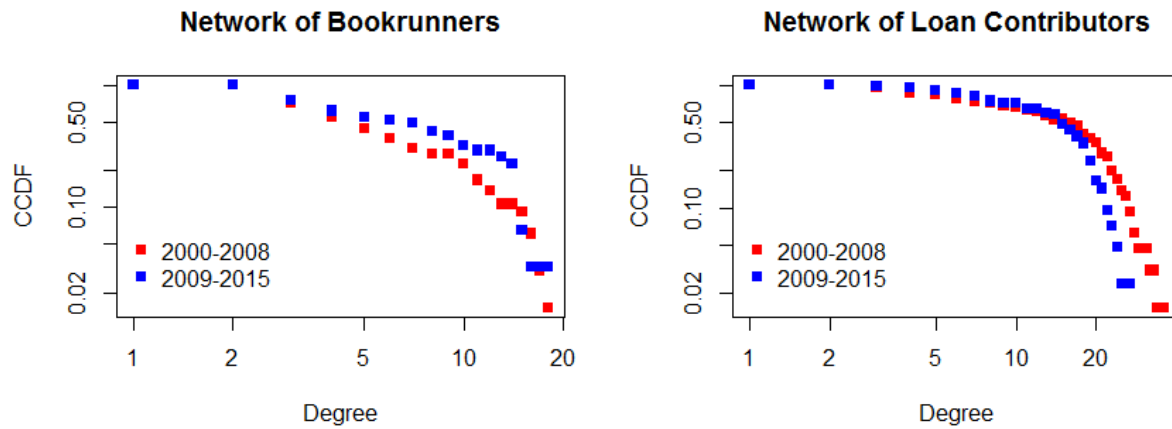 Network of Bookrunners
CCDF
0.50
0.10
0.02
2000-2008
2009-2015
1 2 5 10 20
Degree
Network of Loan Contributors
CCDF
0.50
0.10
0.02
2000-2008
2009-2015
1 2 5 10 20
Degree